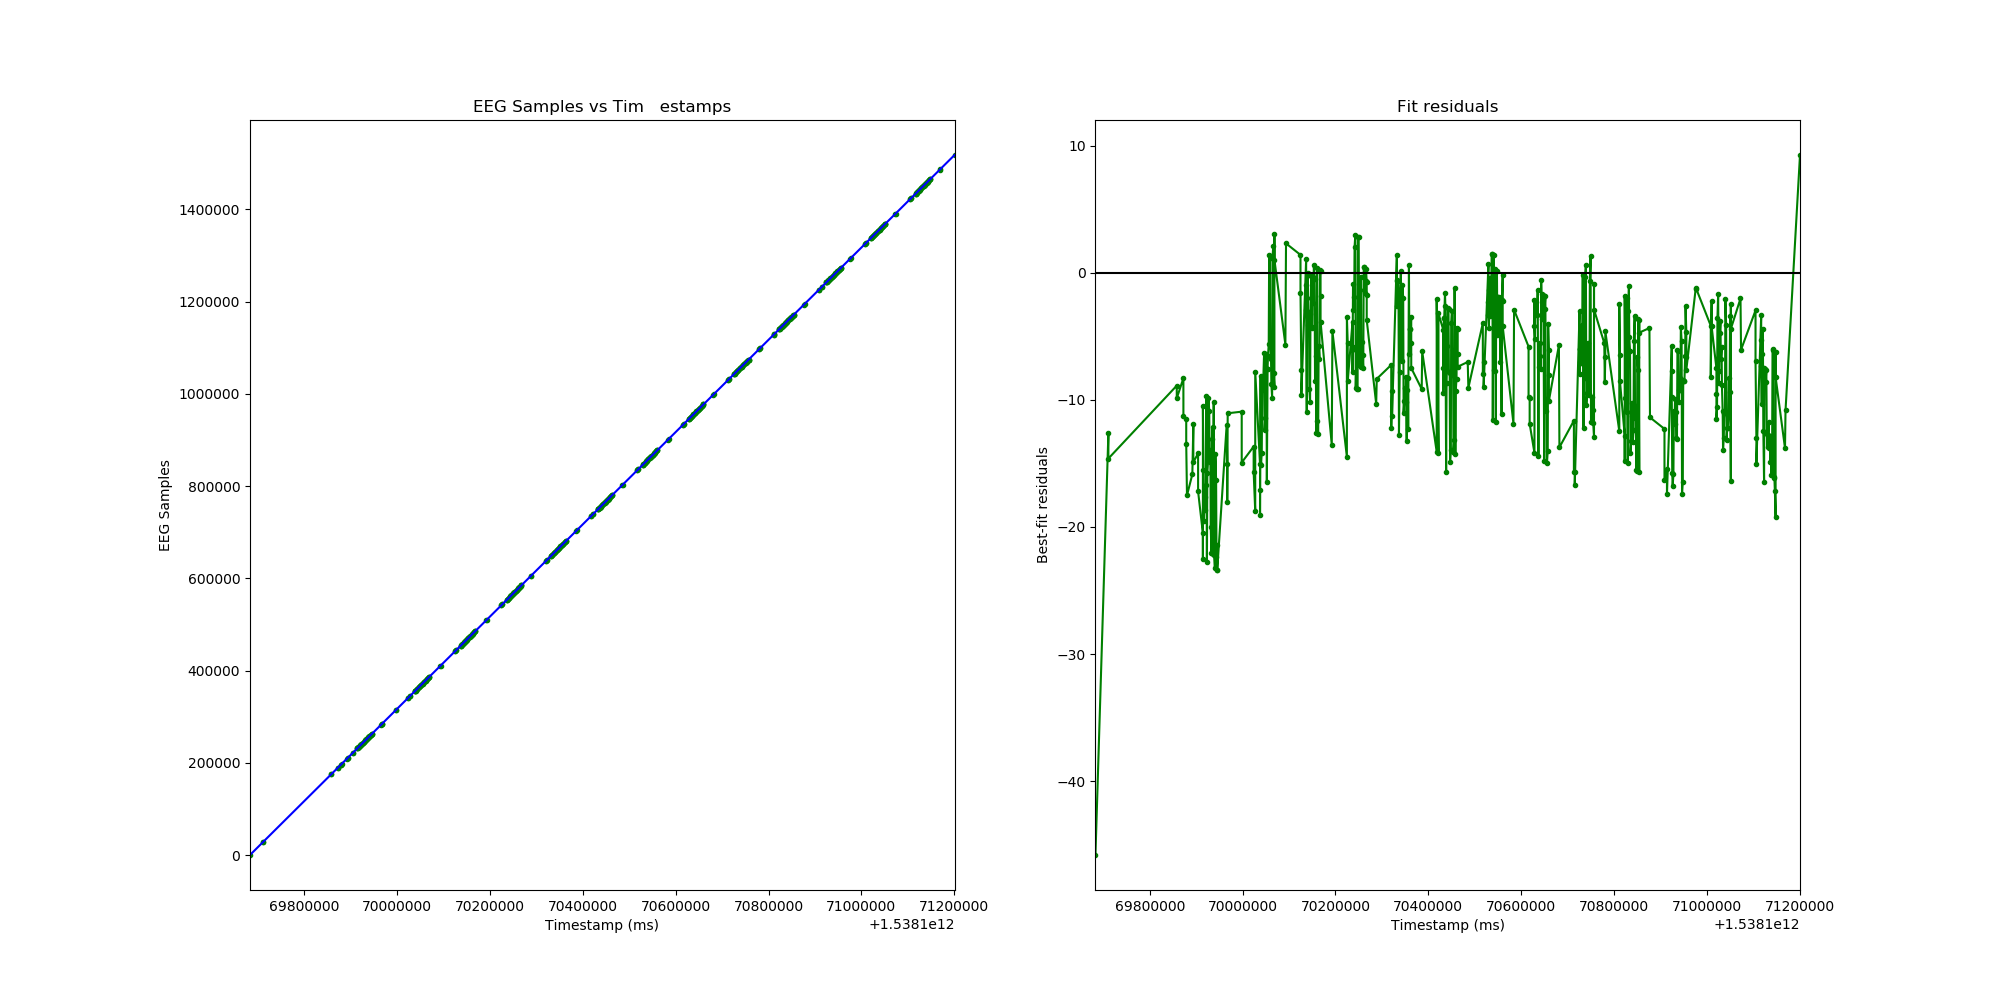 EEG Samples vs Tim   estamps
EEG Samples
1400000
1200000
1000000
800000
600000
400000
200000
0
69800000 70000000 70200000 70400000 70600000 70800000 71000000 71200000
Timestamp (ms)
+1.5381e12
Fit residuals
Best-fit residuals
10
0
−10
−20
−30
−40
69800000 70000000 70200000 70400000 70600000 70800000 71000000 71200000
Timestamp (ms)
+1.5381e12